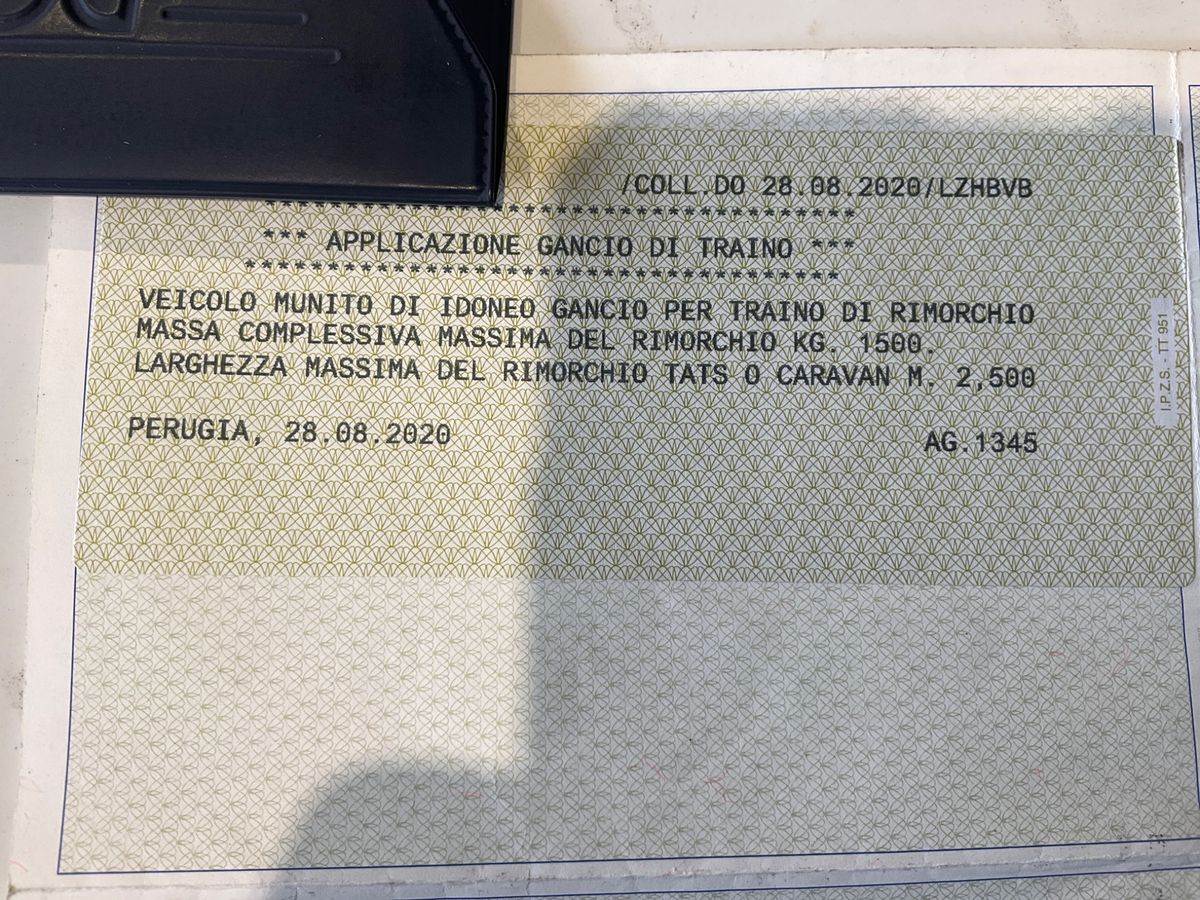 /COLL.DO 28.08.2020/LZHBVB
***********************************
*** APPLICAZIONE GANCIO DI TRAINO ***
***********************************
VEICOLO MUNITO DI IDONEO GANCIO PER TRAINO DI RIMORCHIO
MASSA COMPLESSIVA MASSIMA DEL RIMORCHIO KG. 1500.
LARGHEZZA MASSIMA DEL RIMORCHIO TATS O CARAVAN M. 2,500
PERUGIA, 28.08.2020 AG.1345
I.P.Z.S. - TT 951